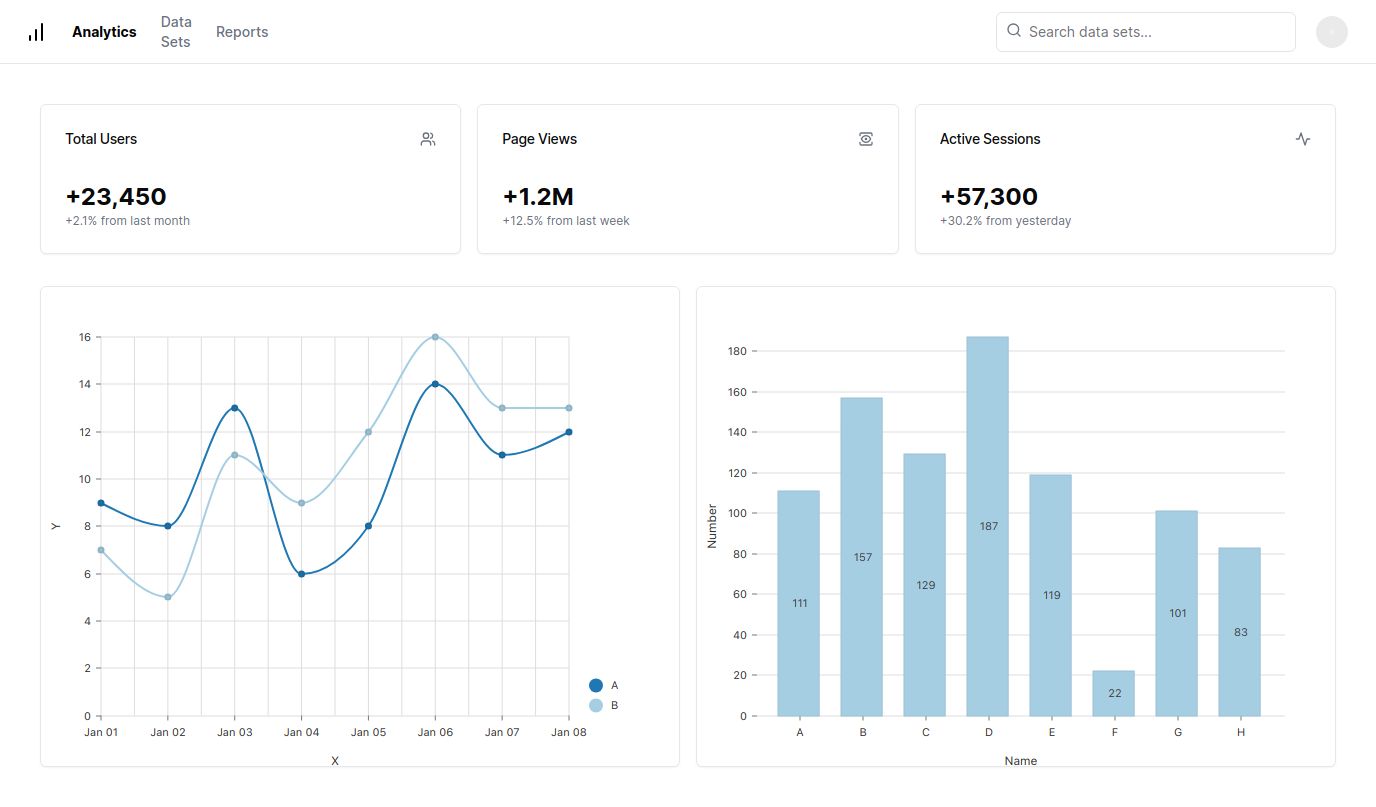 Analytics
Data
Sets
Reports
Search data sets...
Total Users
+23,450
+2.1% from last month
Page Views
+1.2M
+12.5% from last week
Active Sessions
+57,300
+30.2% from yesterday
16
14
12
10
8
6
4
2
0
Y
Jan 01 Jan 02 Jan 03 Jan 04 Jan 05 Jan 06 Jan 07 Jan 08
X
A
B
180
160
140
120
100
80
60
40
20
0
Number
111
157
129
187
119
22
101
83
A B C D E F G H
Name